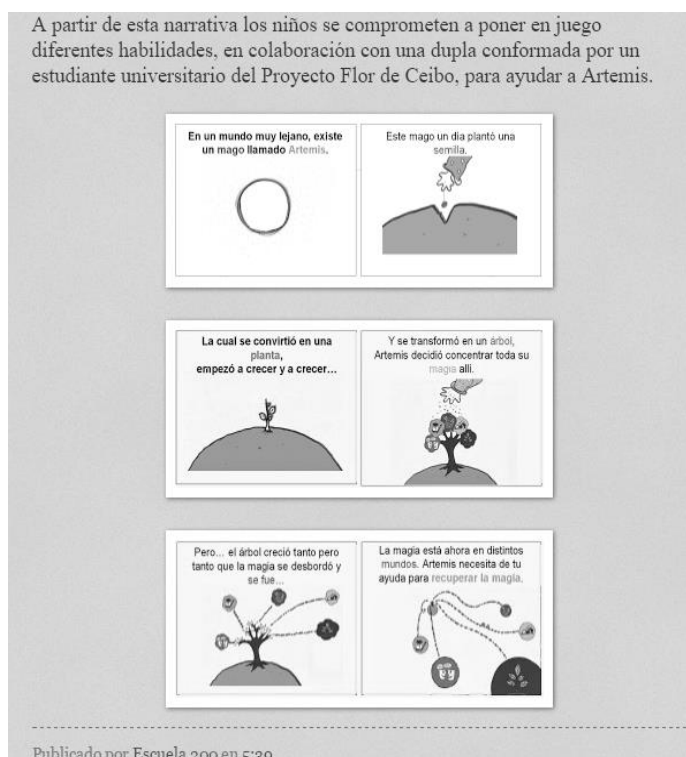 A partir de esta narrativa los niños se comprometen a poner en juego
diferentes habilidades, en colaboración con una dupla conformada por un
estudiante universitario del Proyecto Flor de Ceibo, para ayudar a Artemis.
En un mundo muy lejano, existe
un mago llamado Artemis.
Este mago un día plantó una
semilla.
La cual se convirtió en una
planta,
empezó a crecer y a crecer...
Y se transformó en un árbol,
Artemis decidió concentrar toda su
magia allí.
Pero... el árbol creció tanto pero
tanto que la magia se desbordó y
se fue...
La magia está ahora en distintos
mundos. Artemis necesita de tu
ayuda para recuperar la magia.
Publicado por Escuela 200 en 5:39